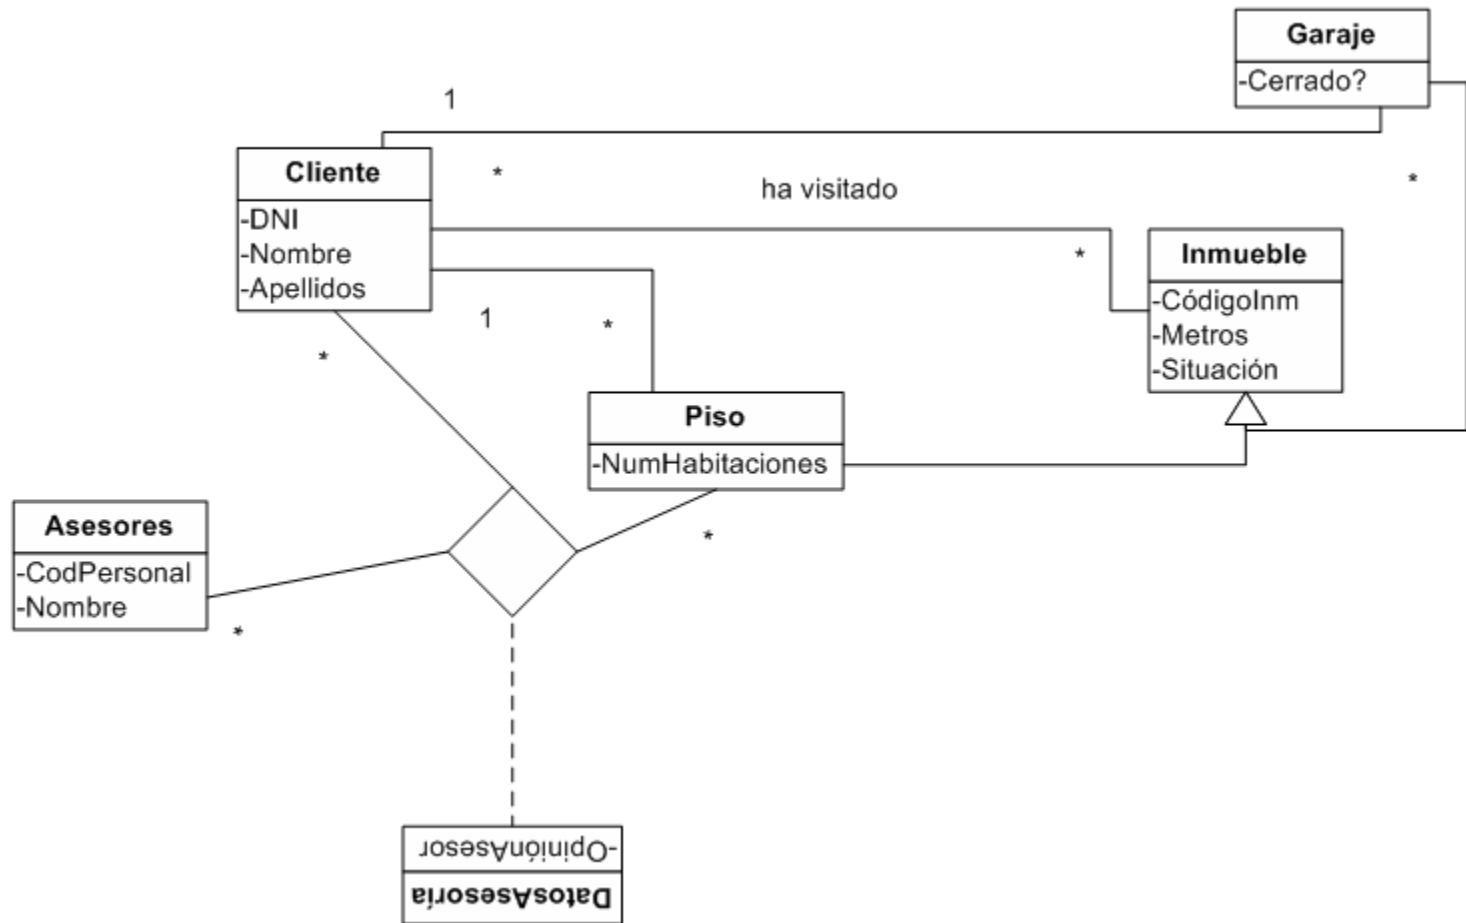 Garaje
-Cerrado?
1
Cliente
-DNI
-Nombre
-Apellidos
*
ha visitado
*
*
Inmueble
-CódigoInm
-Metros
-Situación
1
*
*
Piso
-NumHabitaciones
*
Asesores
-CodPersonal
-Nombre
*
-OpiniónAsesor
DatosAsesoría